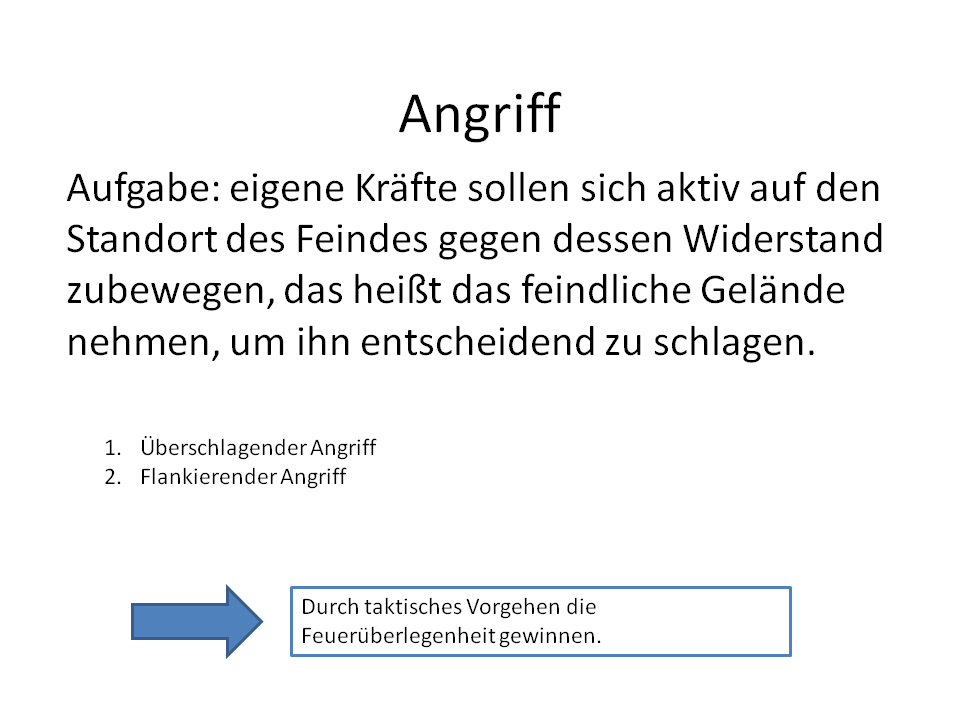 Angriff
Aufgabe: eigene Kräfte sollen sich aktiv auf den
Standort des Feindes gegen dessen Widerstand
zubewegen, das heißt das feindliche Gelände
nehmen, um ihn entscheidend zu schlagen.
1. Überschlagender Angriff
2. Flankierender Angriff
Durch taktisches Vorgehen die
Feuerüberlegenheit gewinnen.